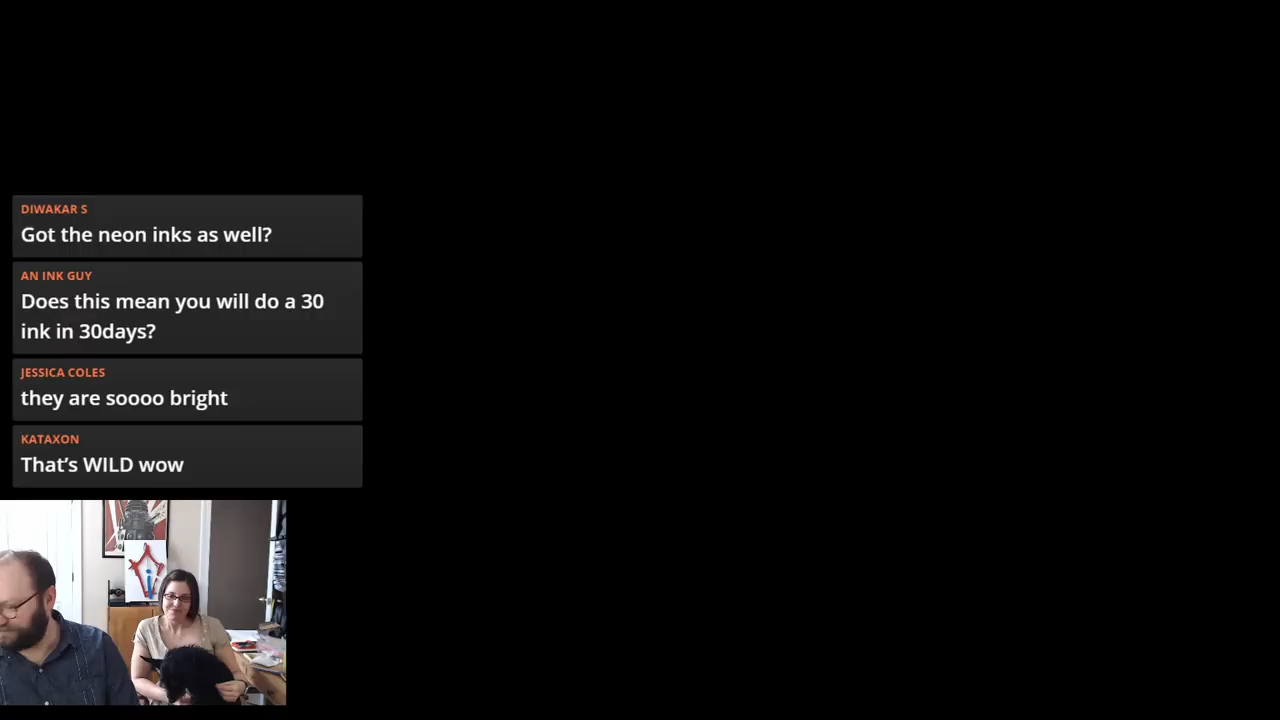 DIWAKAR S
Got the neon inks as well?
AN INK GUY
Does this mean you will do a 30
ink in 30days?
JESSICA COLES
they are soooo bright
KATAXON
That's WILD wow